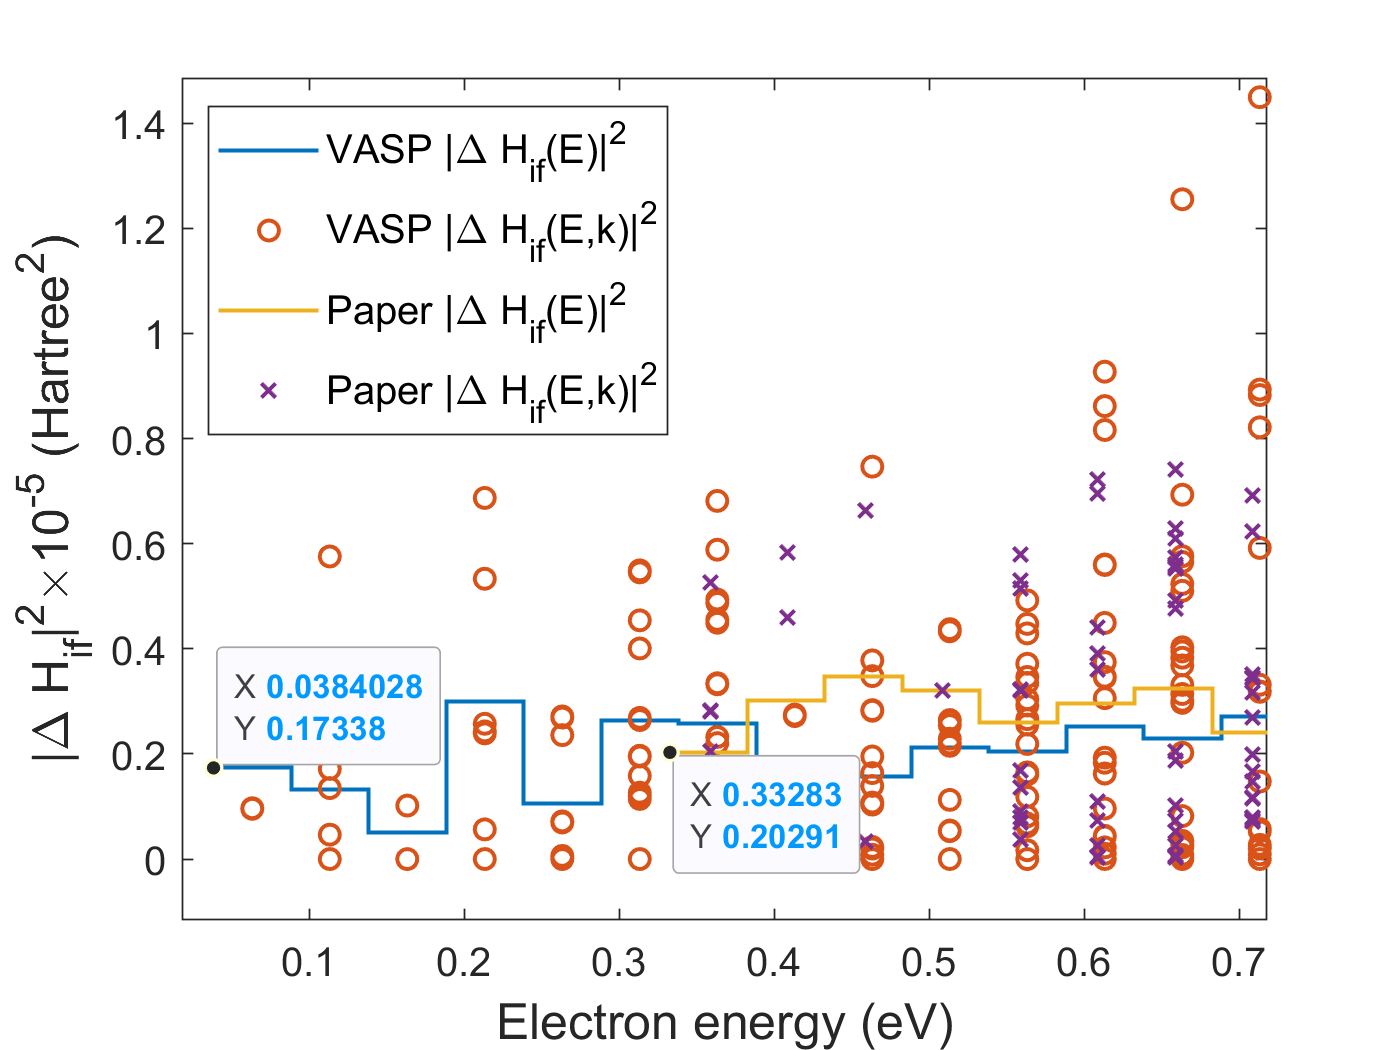 VASP |Δ H_if(E)|^2
VASP |Δ H_if(E,k)|^2
Paper |Δ H_if(E)|^2
Paper |Δ H_if(E,k)|^2
|Δ H_if|^2 × 10^-5 (Hartree^2)
1.4
1.2
1
0.8
0.6
0.4
0.2
0
X 0.0384028
Y 0.17338
X 0.33283
Y 0.20291
0.1 0.2 0.3 0.4 0.5 0.6 0.7
Electron energy (eV)